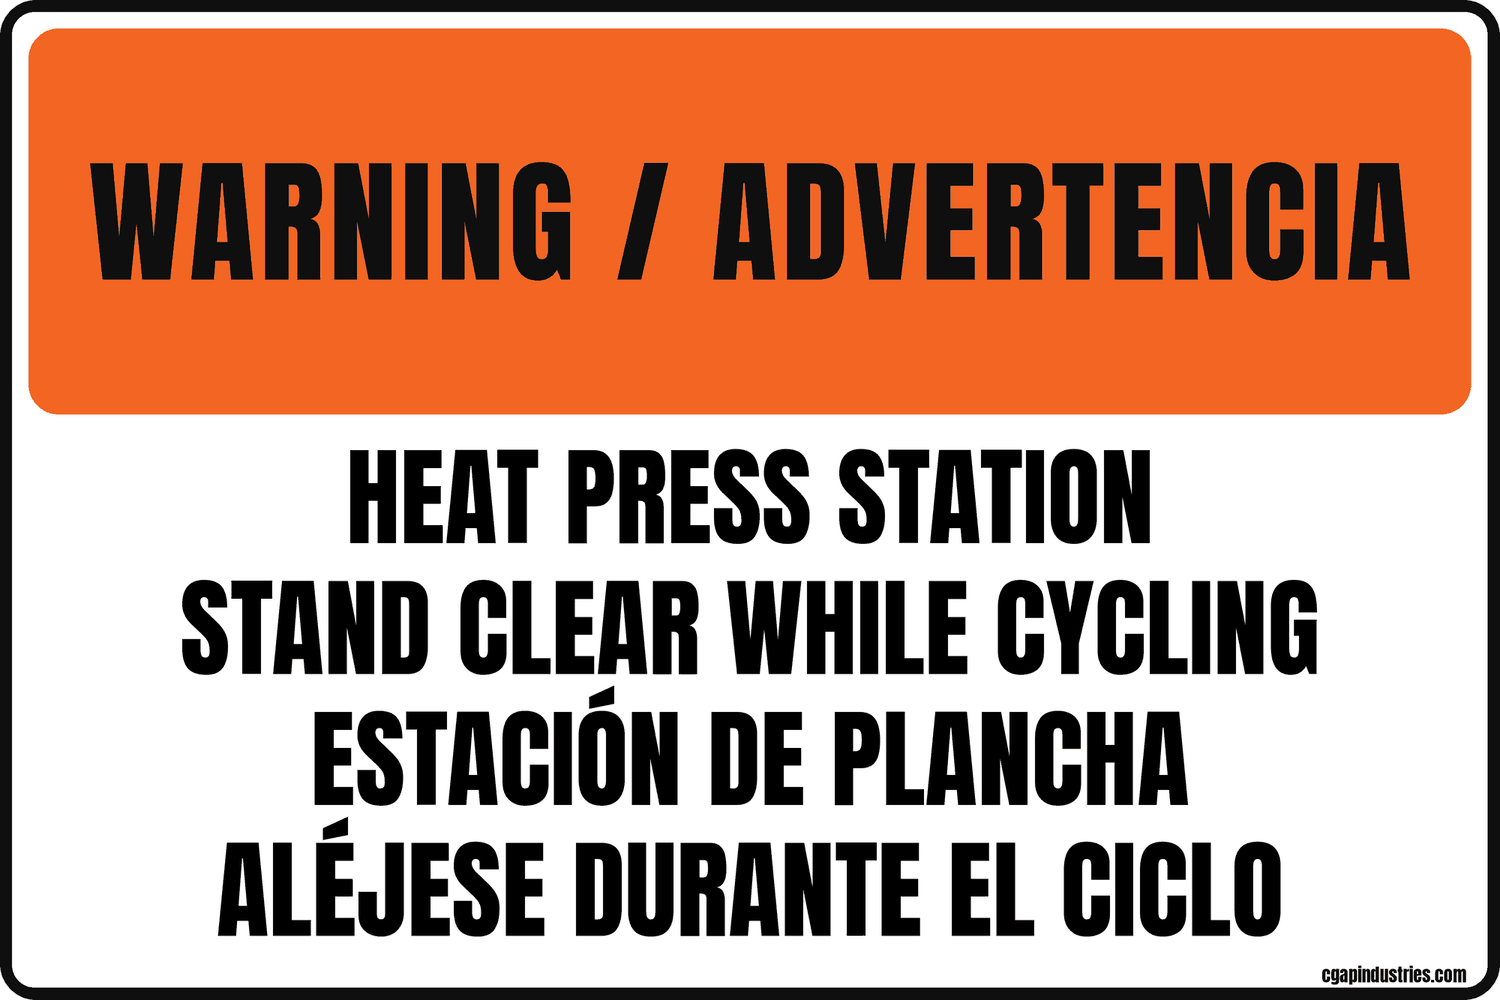 WARNING / ADVERTENCIA
HEAT PRESS STATION
STAND CLEAR WHILE CYCLING
ESTACIÓN DE PLANCHA
ALÉJESE DURANTE EL CICLO
cgapindustries.com